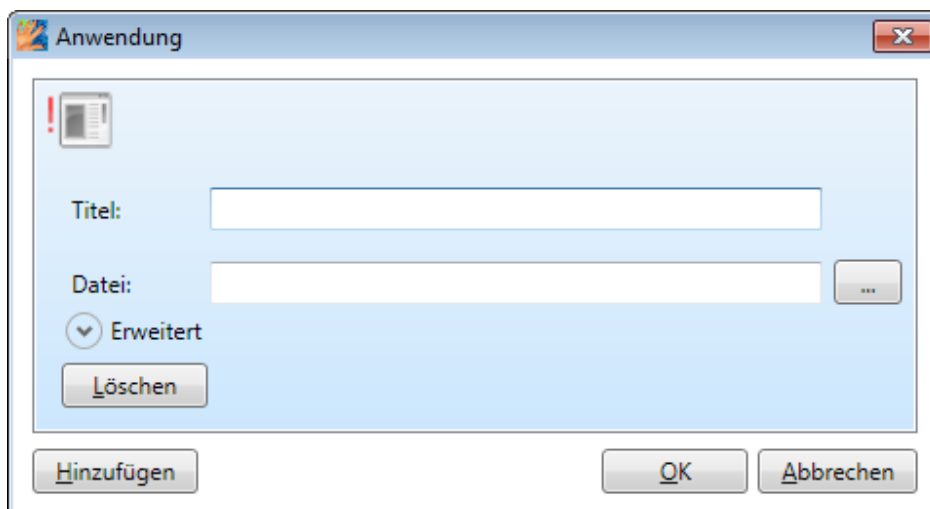 Anwendung
Titel:
Datei:
...
Erweitert
Löschen
Hinzufügen
OK
Abbrechen